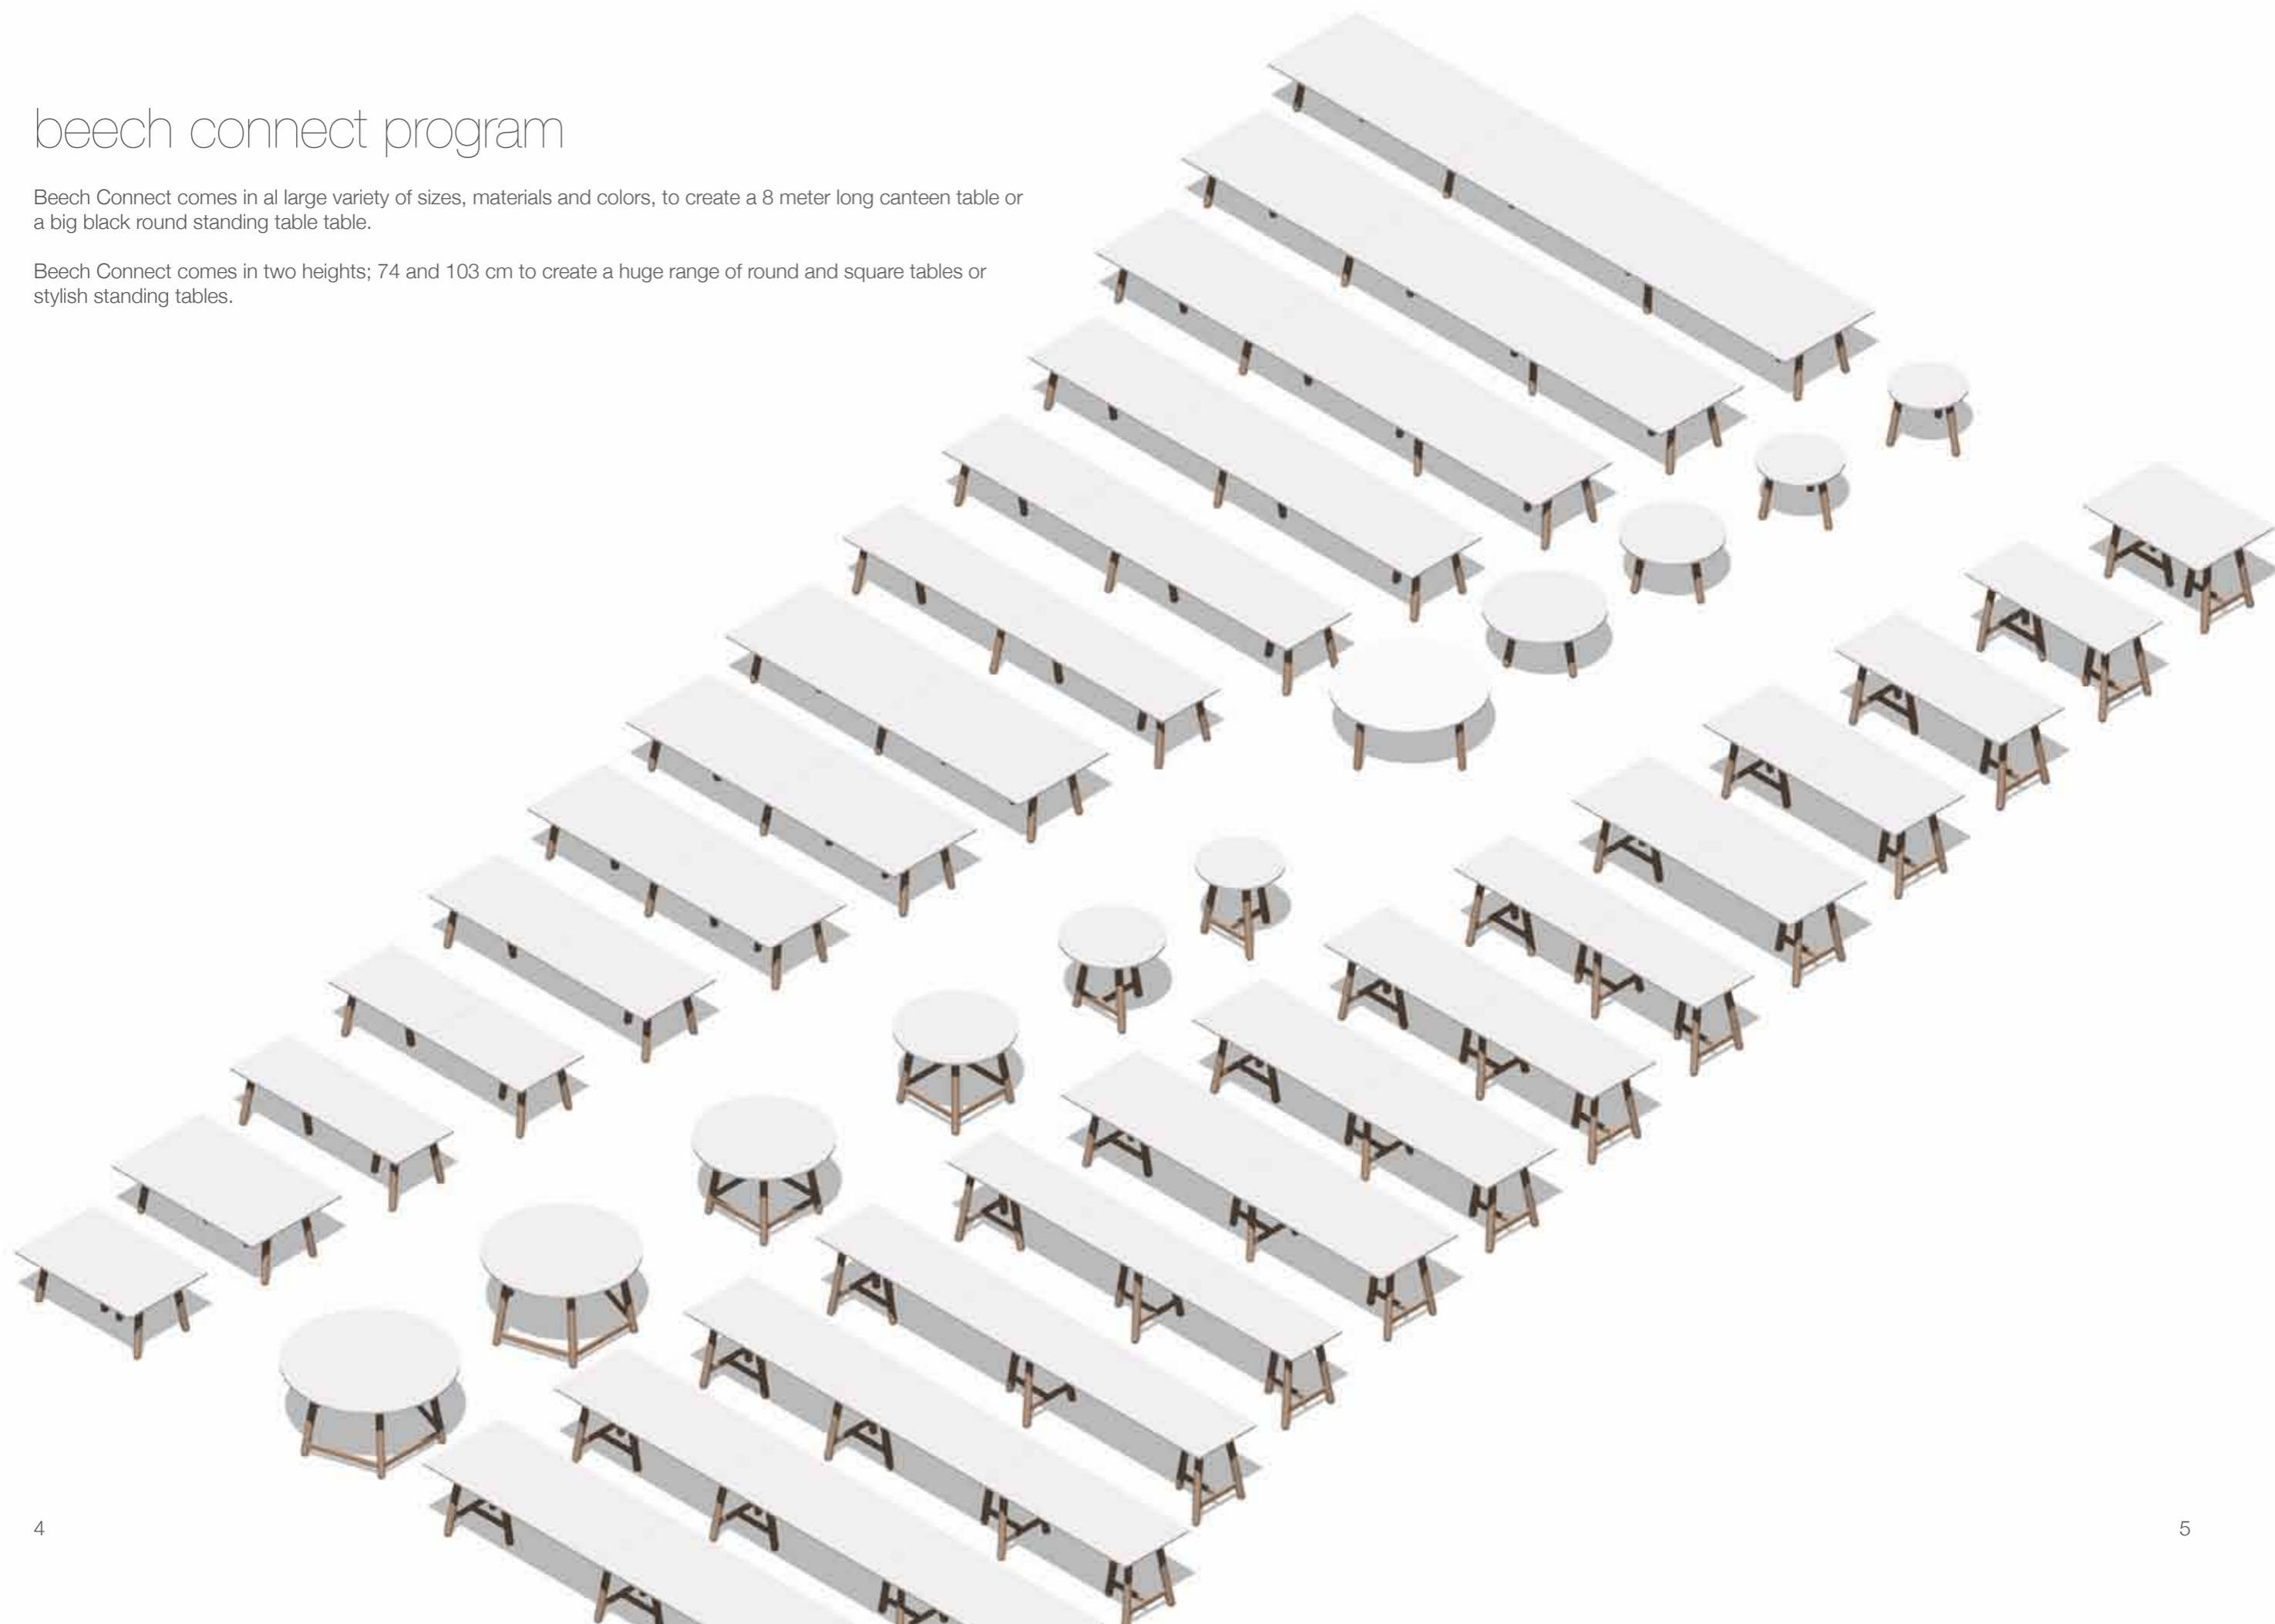 beech connect program
Beech Connect comes in al large variety of sizes, materials and colors, to create a 8 meter long canteen table or
a big black round standing table table.
Beech Connect comes in two heights; 74 and 103 cm to create a huge range of round and square tables or
stylish standing tables.
4
5